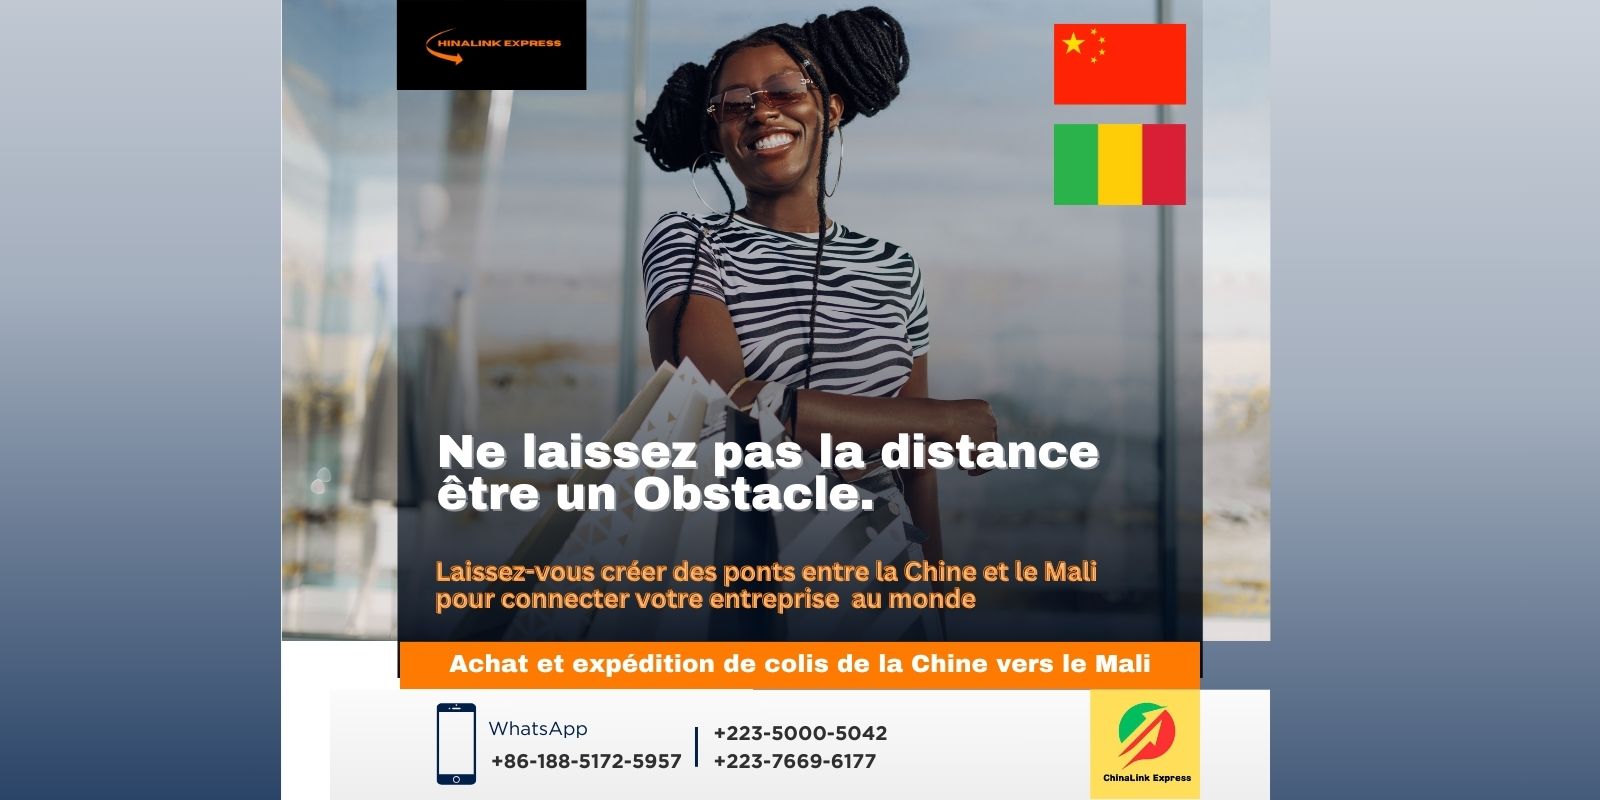 HINALINK EXPRESS
Ne laissez pas la distance
être un Obstacle.
Laissez-vous créer des ponts entre la Chine et le Mali
pour connecter votre entreprise au monde
Achat et expédition de colis de la Chine vers le Mali
WhatsApp
+86-188-5172-5957
+223-5000-5042
+223-7669-6177
ChinaLink Express